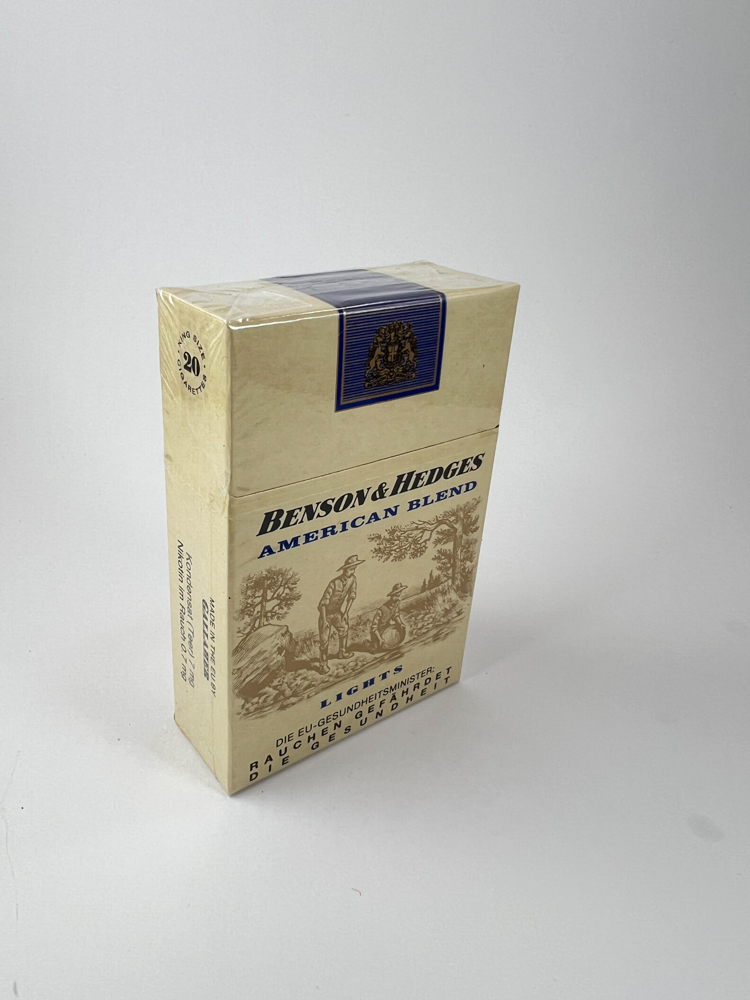 KING SIZE
20
CIGARETTES
BENSON & HEDGES
AMERICAN BLEND
LIGHTS
DIE EU-GESUNDHEITSMINISTER:
RAUCHEN GEFÄHRDET
DIE GESUNDHEIT
MADE IN THE EU BY
GALLAHER
Kondensat (Teer) 7 mg
Nikotin im Rauch 0,7 mg